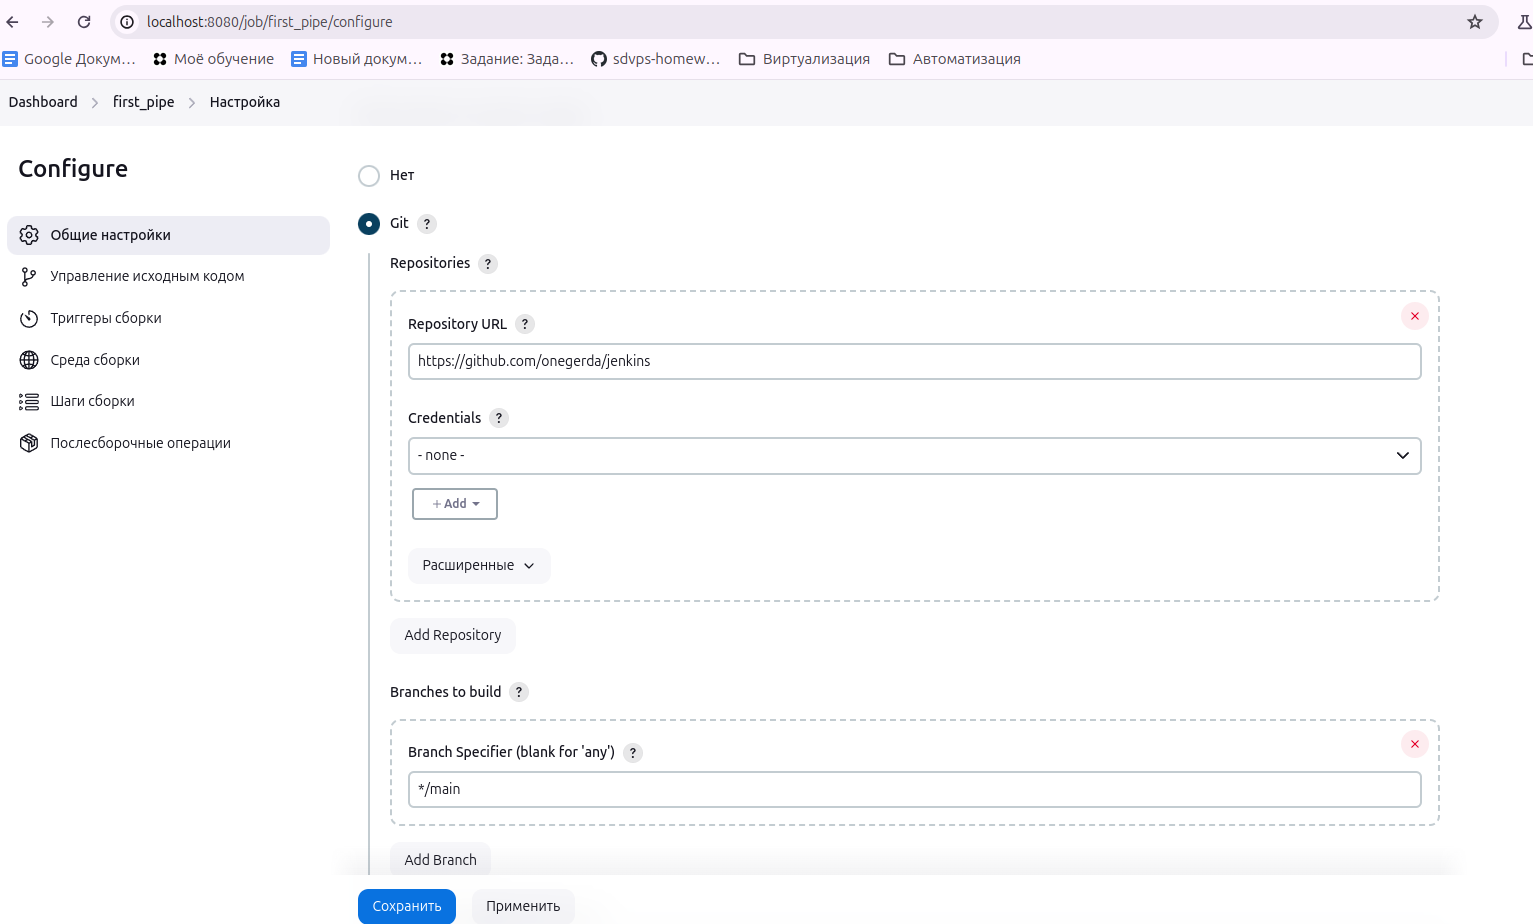 localhost:8080/job/first_pipe/configure
Google Докум... Моё обучение Новый докум... Задание: Зада... sdvps-homew... Виртуализация Автоматизация
Dashboard first_pipe Настройка
Configure
Общие настройки
Управление исходным кодом
Триггеры сборки
Среда сборки
Шаги сборки
Послесборочные операции
Нет
Git ?
Repositories ?
Repository URL ?
https://github.com/onegerda/jenkins
Credentials ?
- none -
+ Add
Расширенные
Add Repository
Branches to build ?
Branch Specifier (blank for 'any') ?
*/main
Add Branch
Сохранить Применить